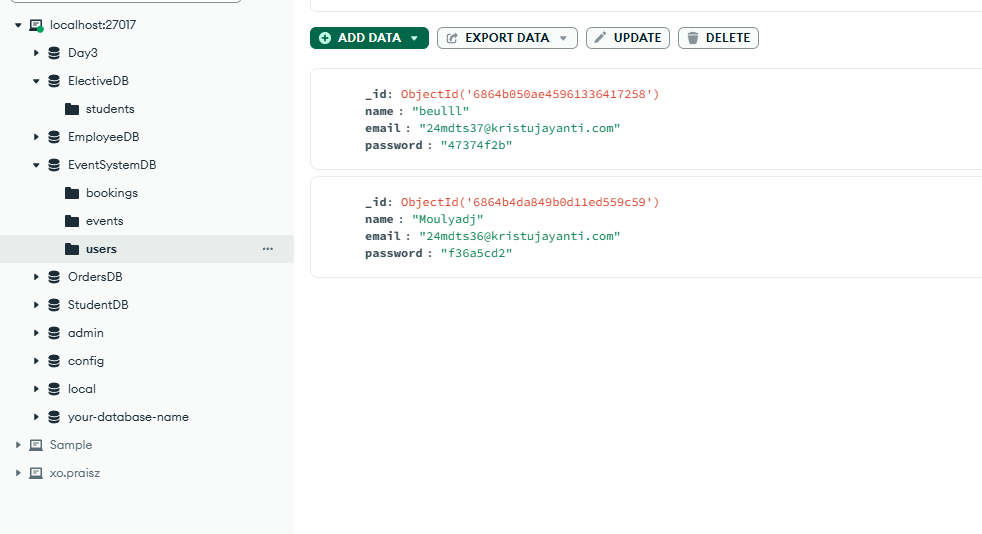 localhost:27017
Day3
ElectiveDB
students
EmployeeDB
EventSystemDB
bookings
events
users
OrdersDB
StudentDB
admin
config
local
your-database-name
Sample
xo.praisz
ADD DATA EXPORT DATA UPDATE DELETE
_id: ObjectId('6864b050ae45961336417258')
name : "beulll"
email : "24mdts37@kristujayanti.com"
password : "47374f2b"
_id: ObjectId('6864b4da849b0d11ed559c59')
name : "Moulyadj"
email : "24mdts36@kristujayanti.com"
password : "f36a5cd2"